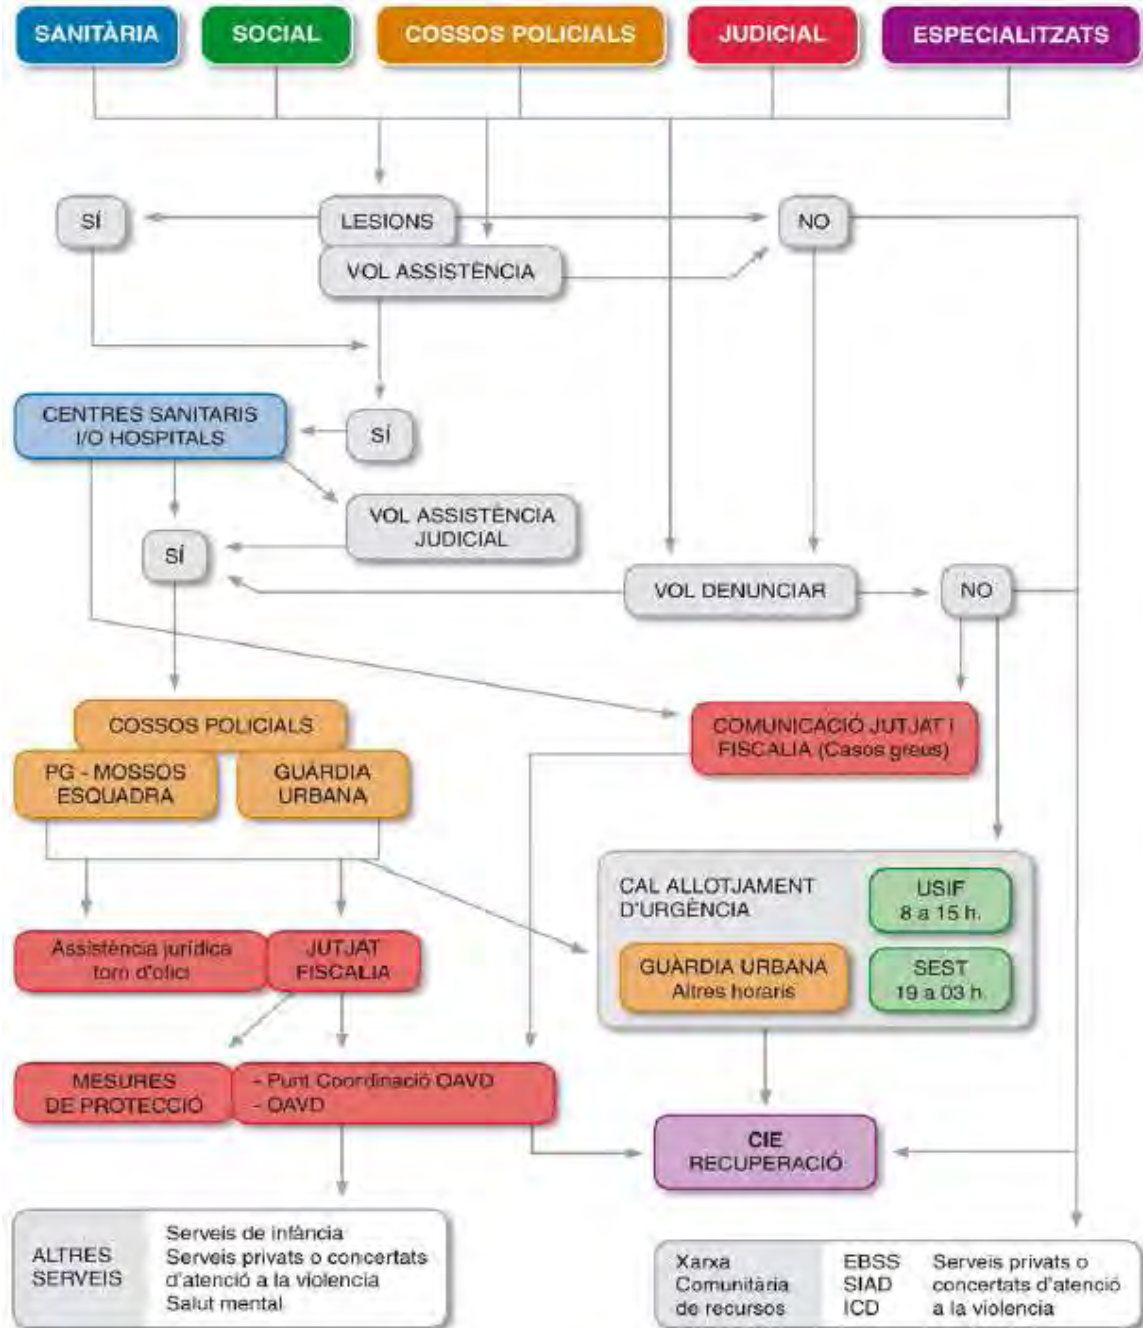 SANITÀRIA
SOCIAL
COSSOS POLICIALS
JUDICIAL
ESPECIALITZATS
SÍ
LESIONS
NO
VOL ASSISTÈNCIA
CENTRES SANITARIS
I/O HOSPITALS
SÍ
VOL ASSISTÈNCIA
JUDICIAL
SÍ
VOL DENUNCIAR
NO
COSSOS POLICIALS
PG - MOSSOS
ESQUADRA
GUÀRDIA
URBANA
COMUNICACIÓ JUTJAT i
FISCALIA (Casos greus)
CAL ALLOTJAMENT
D'URGÈNCIA
USIF
8 a 15 h.
GUÀRDIA URBANA
Altres horaris
SEST
19 a 03 h.
Assistència jurídica
torn d'ofici
JUTJAT
FISCALIA
MESURES
DE PROTECCIÓ
- Punt Coordinació OAVD
- OAVD
CIE
RECUPERACIÓ
ALTRES
SERVEIS
Serveis de infància
Serveis privats o concertats
d'atenció a la violencia
Salut mental
Xarxa
Comunitària
de recursos
EBSS
SIAD
ICD
Serveis privats o
concertats d'atenció
a la violencia